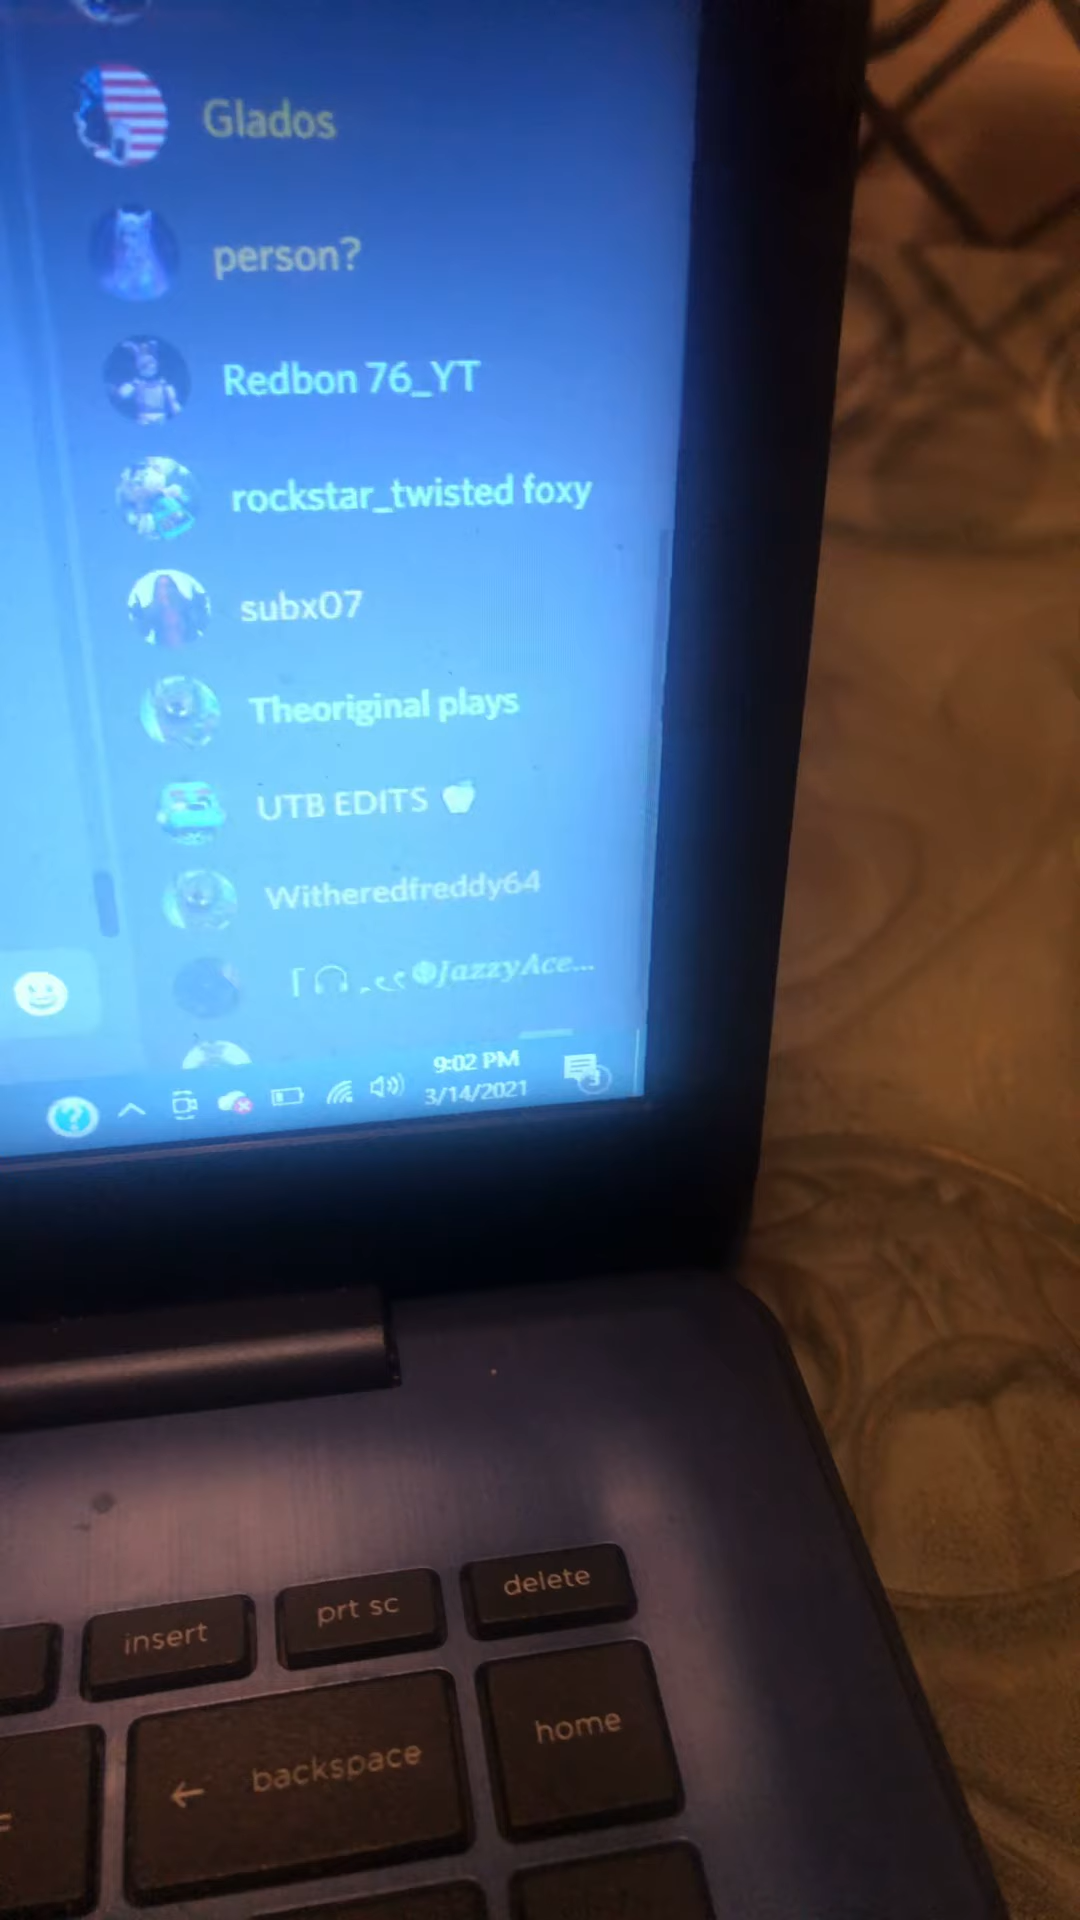 Glados
person?
Redbon 76_YT
rockstar_twisted foxy
subx07
Theoriginal plays
UTB EDITS 🍎
Witheredfreddy64
JazzyAce...
9:02 PM
3/14/2021
3
delete
prt sc
insert
home
← backspace